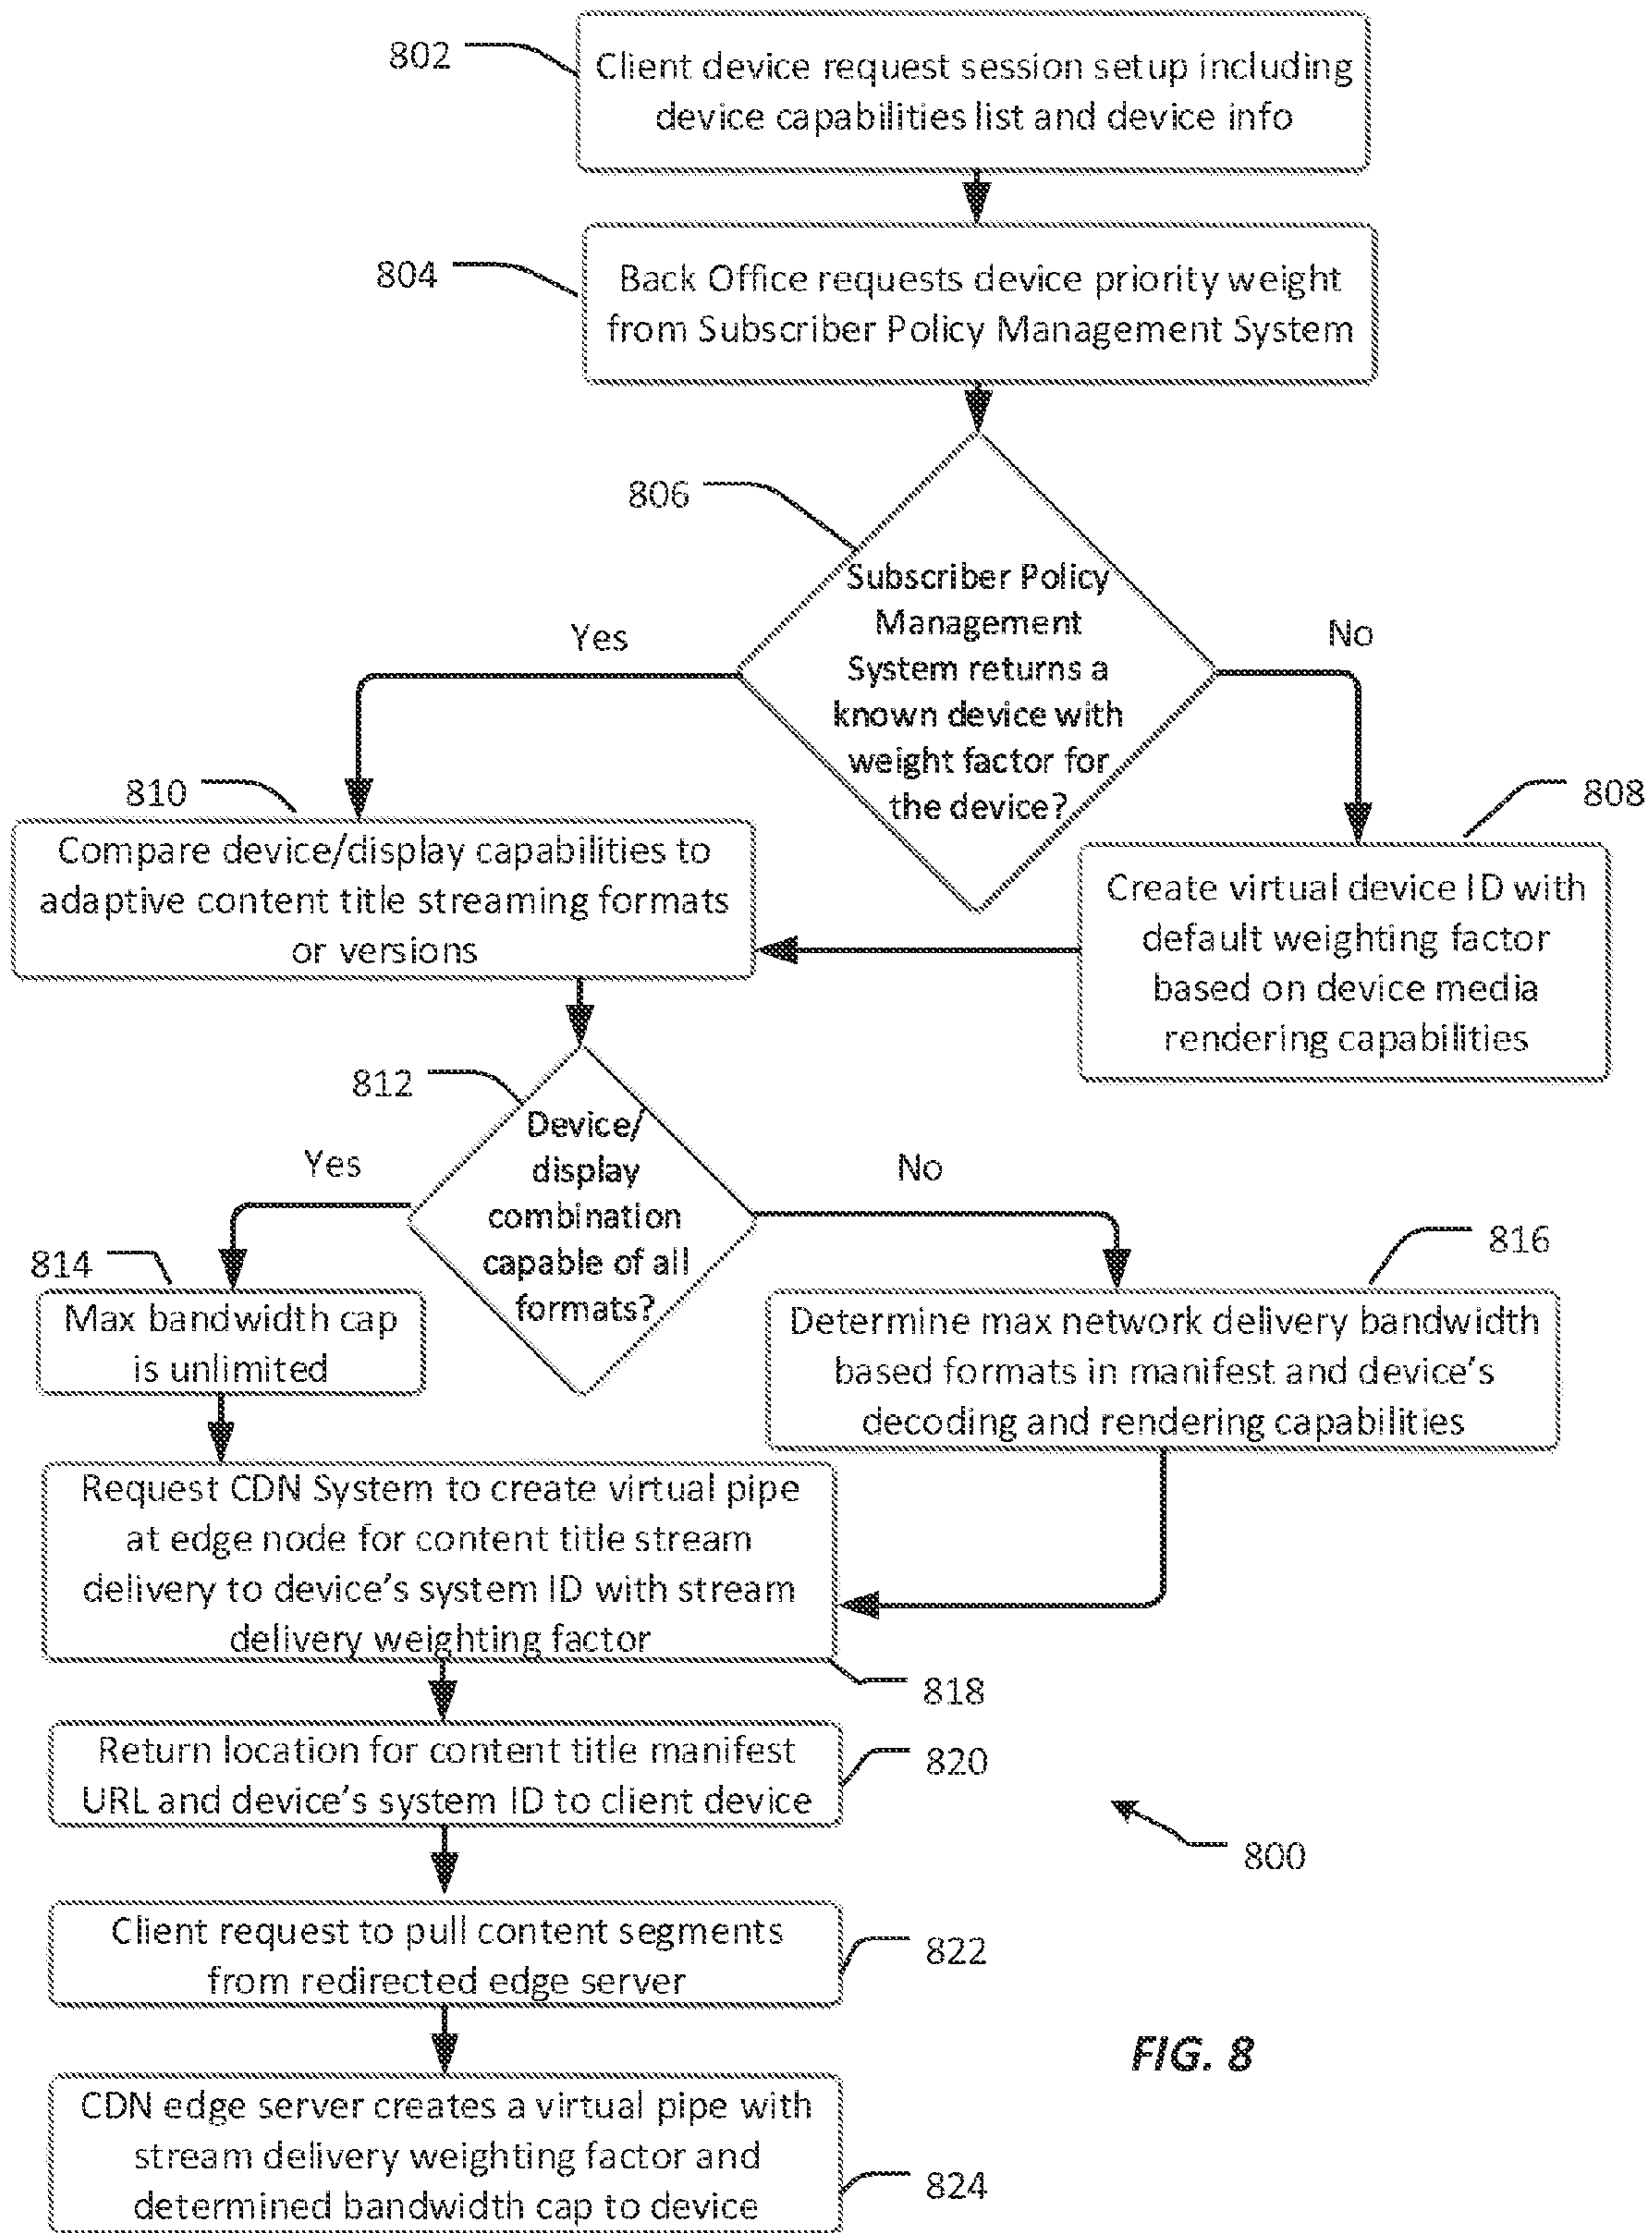 802
Client device request session setup including
device capabilities list and device info
804
Back Office requests device priority weight
from Subscriber Policy Management System
806
Subscriber Policy
Management
System returns a
known device with
weight factor for
the device?
Yes
No
810
Compare device/display capabilities to
adaptive content title streaming formats
or versions
808
Create virtual device ID with
default weighting factor
based on device media
rendering capabilities
812
Device/
display
combination
capable of all
formats?
Yes
No
814
Max bandwidth cap
is unlimited
816
Determine max network delivery bandwidth
based formats in manifest and device's
decoding and rendering capabilities
Request CDN System to create virtual pipe
at edge node for content title stream
delivery to device's system ID with stream
delivery weighting factor
818
Return location for content title manifest
URL and device's system ID to client device
820
800
Client request to pull content segments
from redirected edge server
822
FIG. 8
CDN edge server creates a virtual pipe with
stream delivery weighting factor and
determined bandwidth cap to device
824